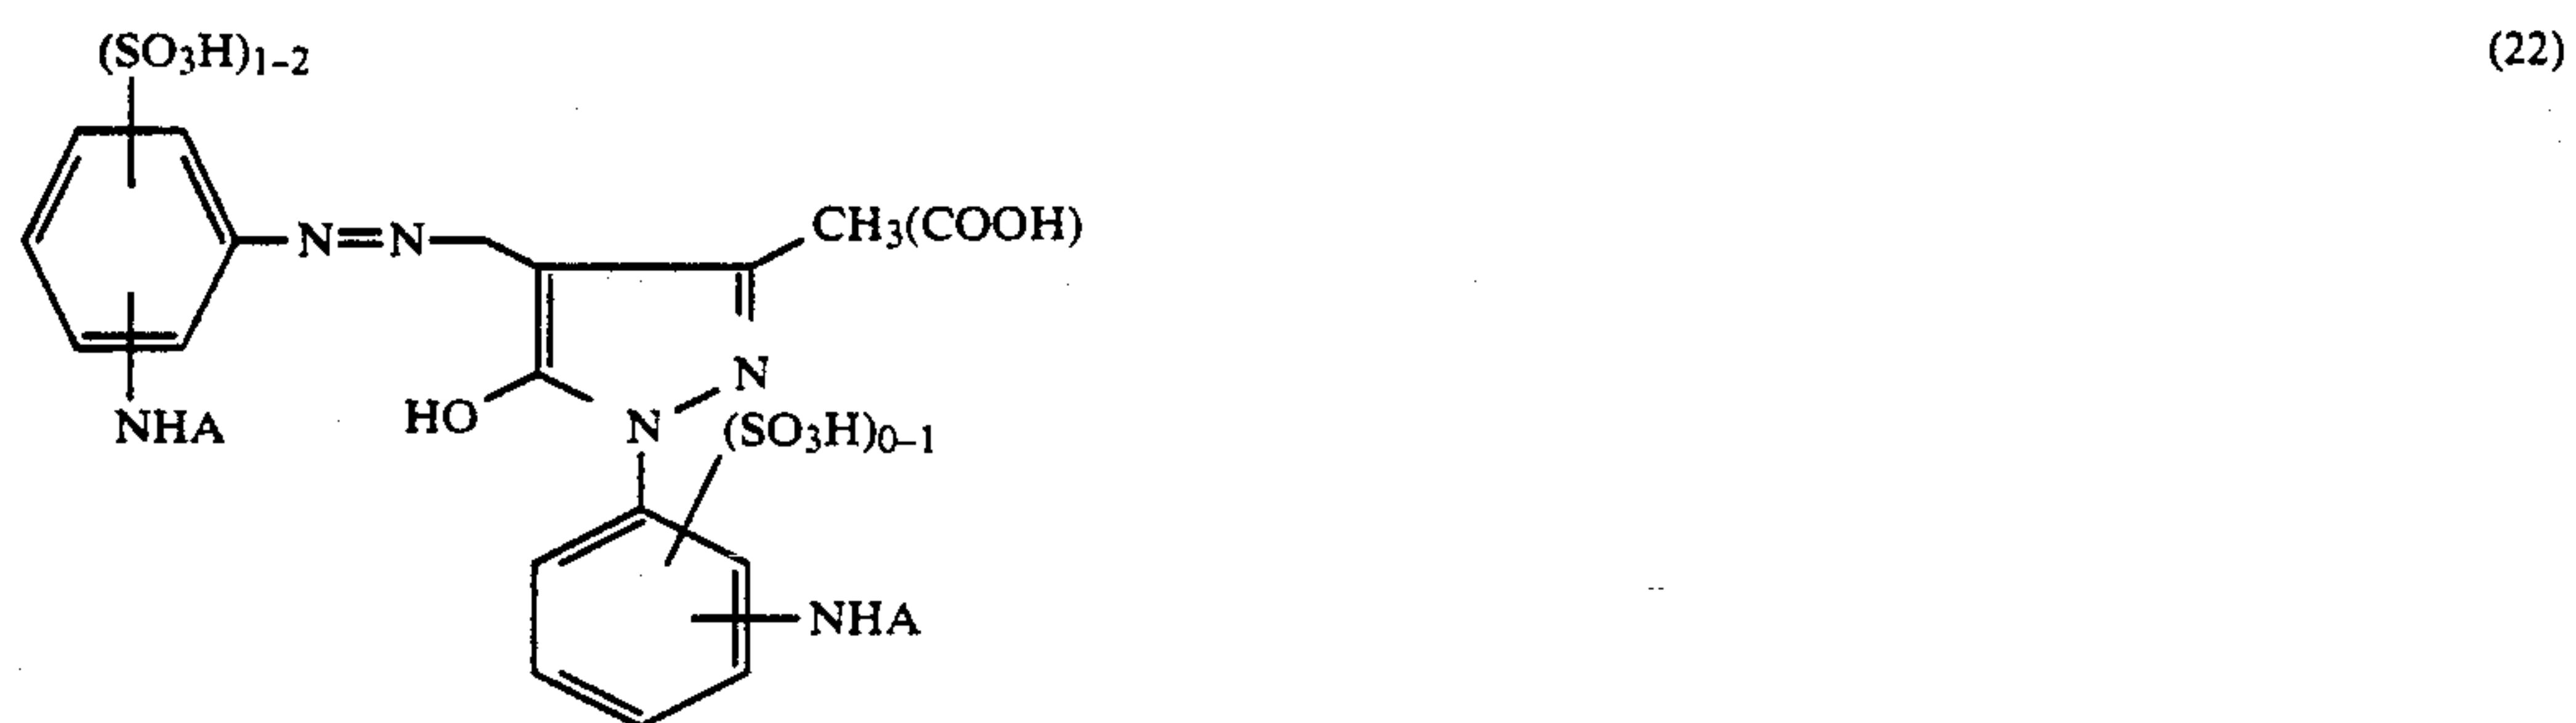 (SO₃H)₁₋₂
(22)
N=N
CH₃(COOH)
N
HO
N
(SO₃H)₀₋₁
NHA
NHA